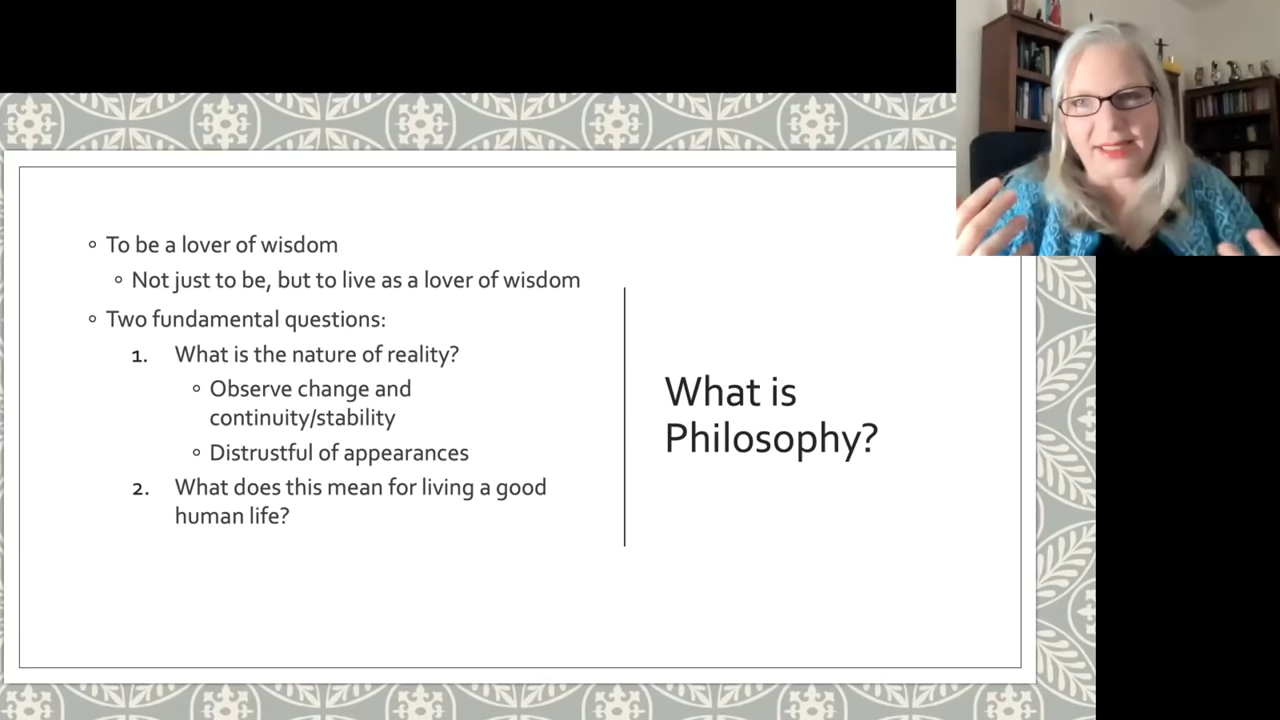 To be a lover of wisdom
Not just to be, but to live as a lover of wisdom
Two fundamental questions:
1. What is the nature of reality?
Observe change and
continuity/stability
Distrustful of appearances
2. What does this mean for living a good
human life?
What is
Philosophy?